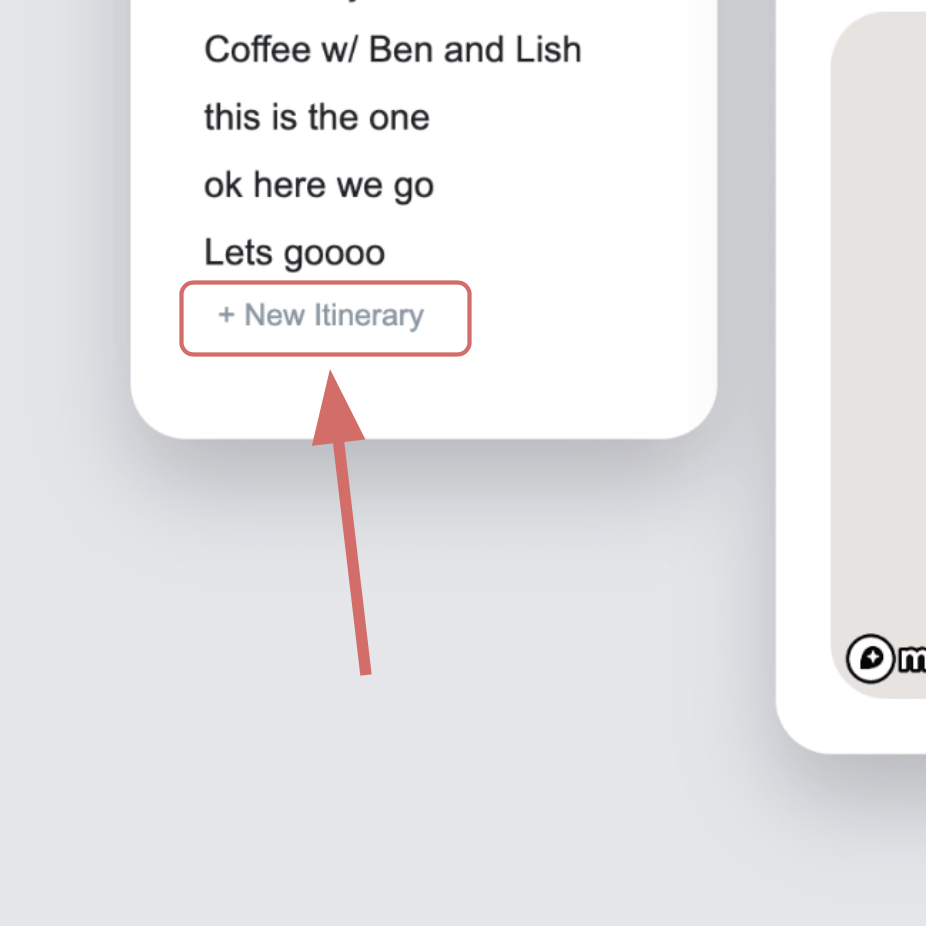 Coffee w/ Ben and Lish
this is the one
ok here we go
Lets goooo
+ New Itinerary